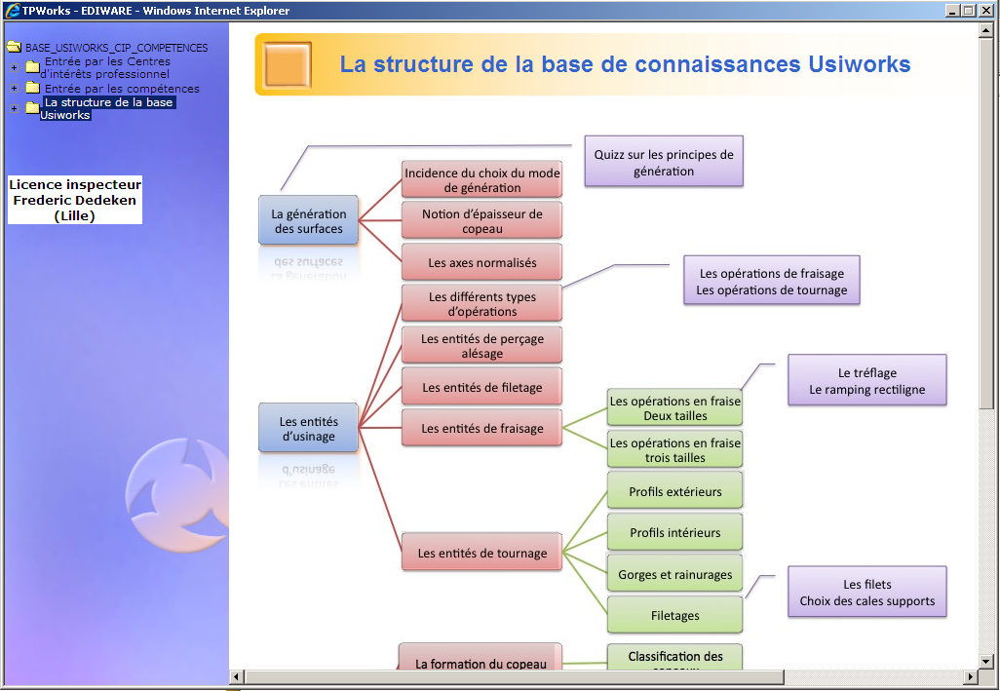 TPWorks - EDIWARE - Windows Internet Explorer
BASE_USIWORKS_CIP_COMPETENCES
Entrée par les Centres
d'intérêts professionnel
Entrée par les compétences
La structure de la base
Usiworks
Licence inspecteur
Frederic Dedeken
(Lille)
La structure de la base de connaissances Usiworks
Quizz sur les principes de
génération
La génération
des surfaces
Incidence du choix du mode
de génération
Notion d'épaisseur de
copeau
Les axes normalisés
Les opérations de fraisage
Les opérations de tournage
Les différents types
d'opérations
Les entités de perçage
alésage
Les entités de filetage
Les entités
d'usinage
Les entités de fraisage
Les opérations en fraise
Deux tailles
Les opérations en fraise
trois tailles
Le tréflage
Le ramping rectiligne
Les entités de tournage
Profils extérieurs
Profils intérieurs
Gorges et rainurages
Filetages
Les filets
Choix des cales supports
La formation du copeau
Classification des